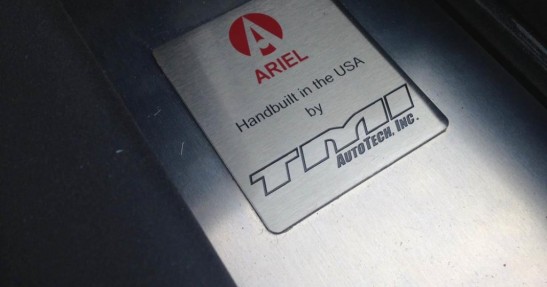 ARIEL
Handbuilt in the USA
by
TMI
AUTOTECH, INC.